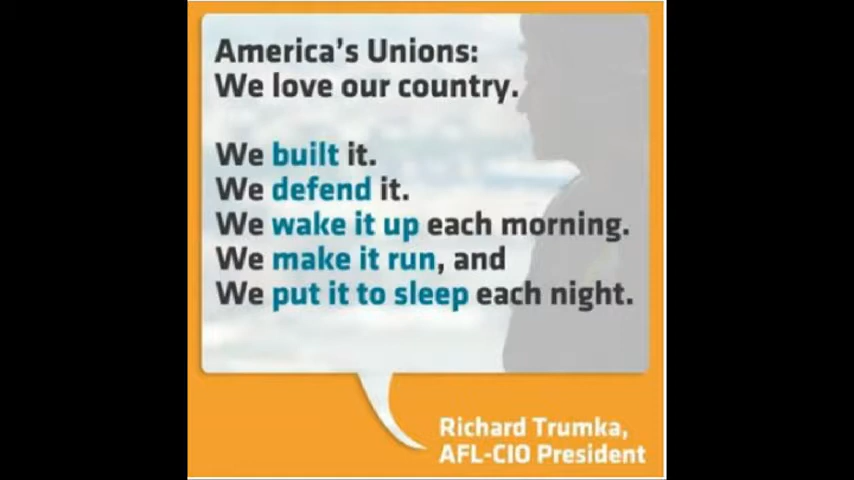 America's Unions:
We love our country.
We built it.
We defend it.
We wake it up each morning.
We make it run, and
We put it to sleep each night.
Richard Trumka,
AFL-CIO President